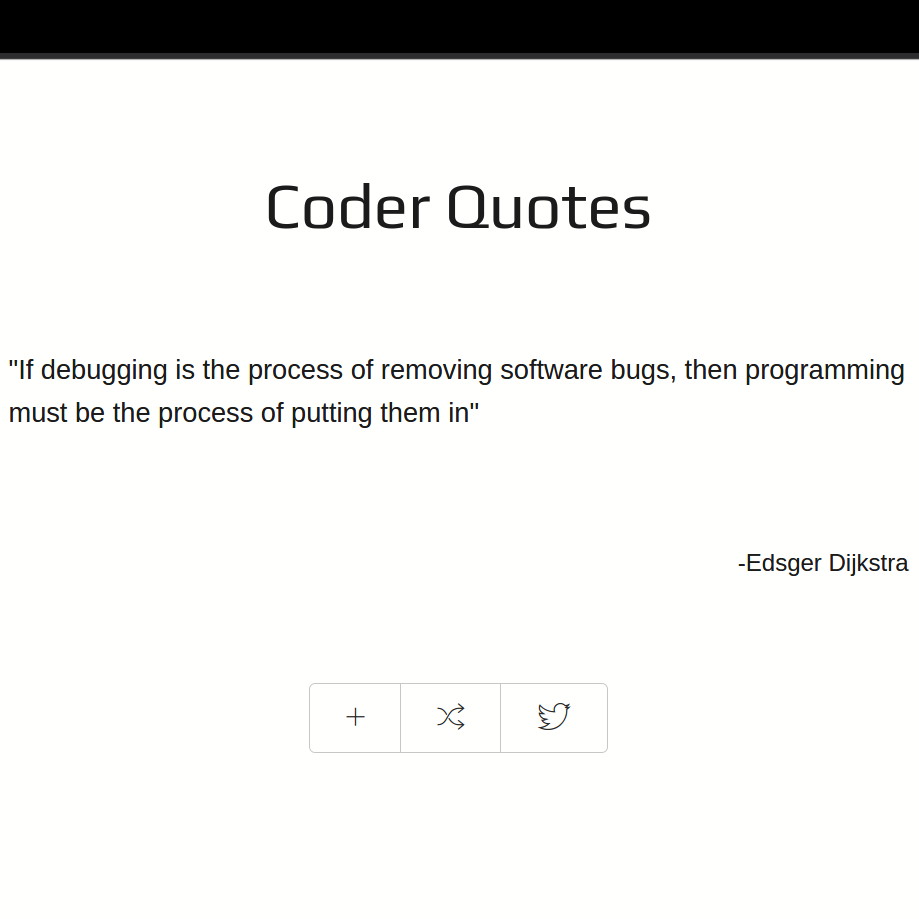 Coder Quotes
"If debugging is the process of removing software bugs, then programming
must be the process of putting them in"
-Edsger Dijkstra